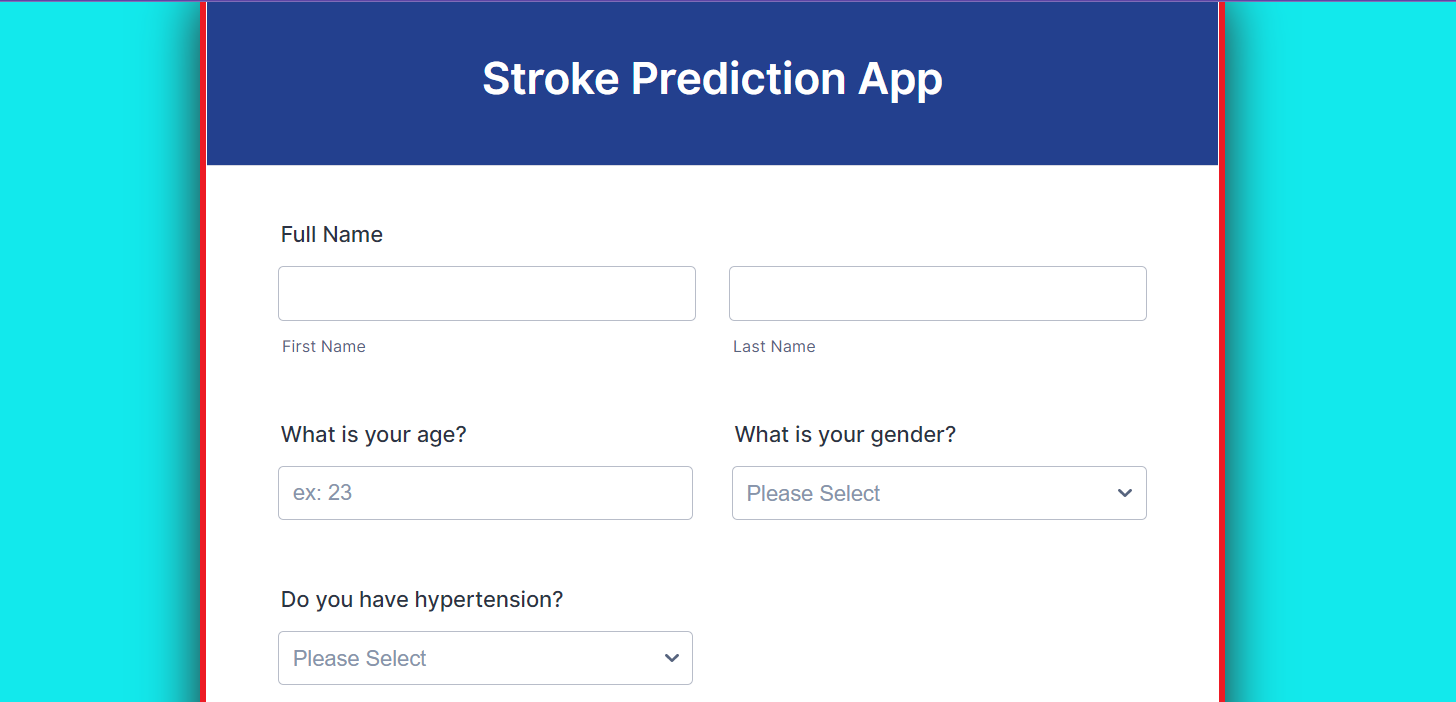 Stroke Prediction App
Full Name
First Name Last Name
What is your age? What is your gender?
ex: 23 Please Select
Do you have hypertension?
Please Select